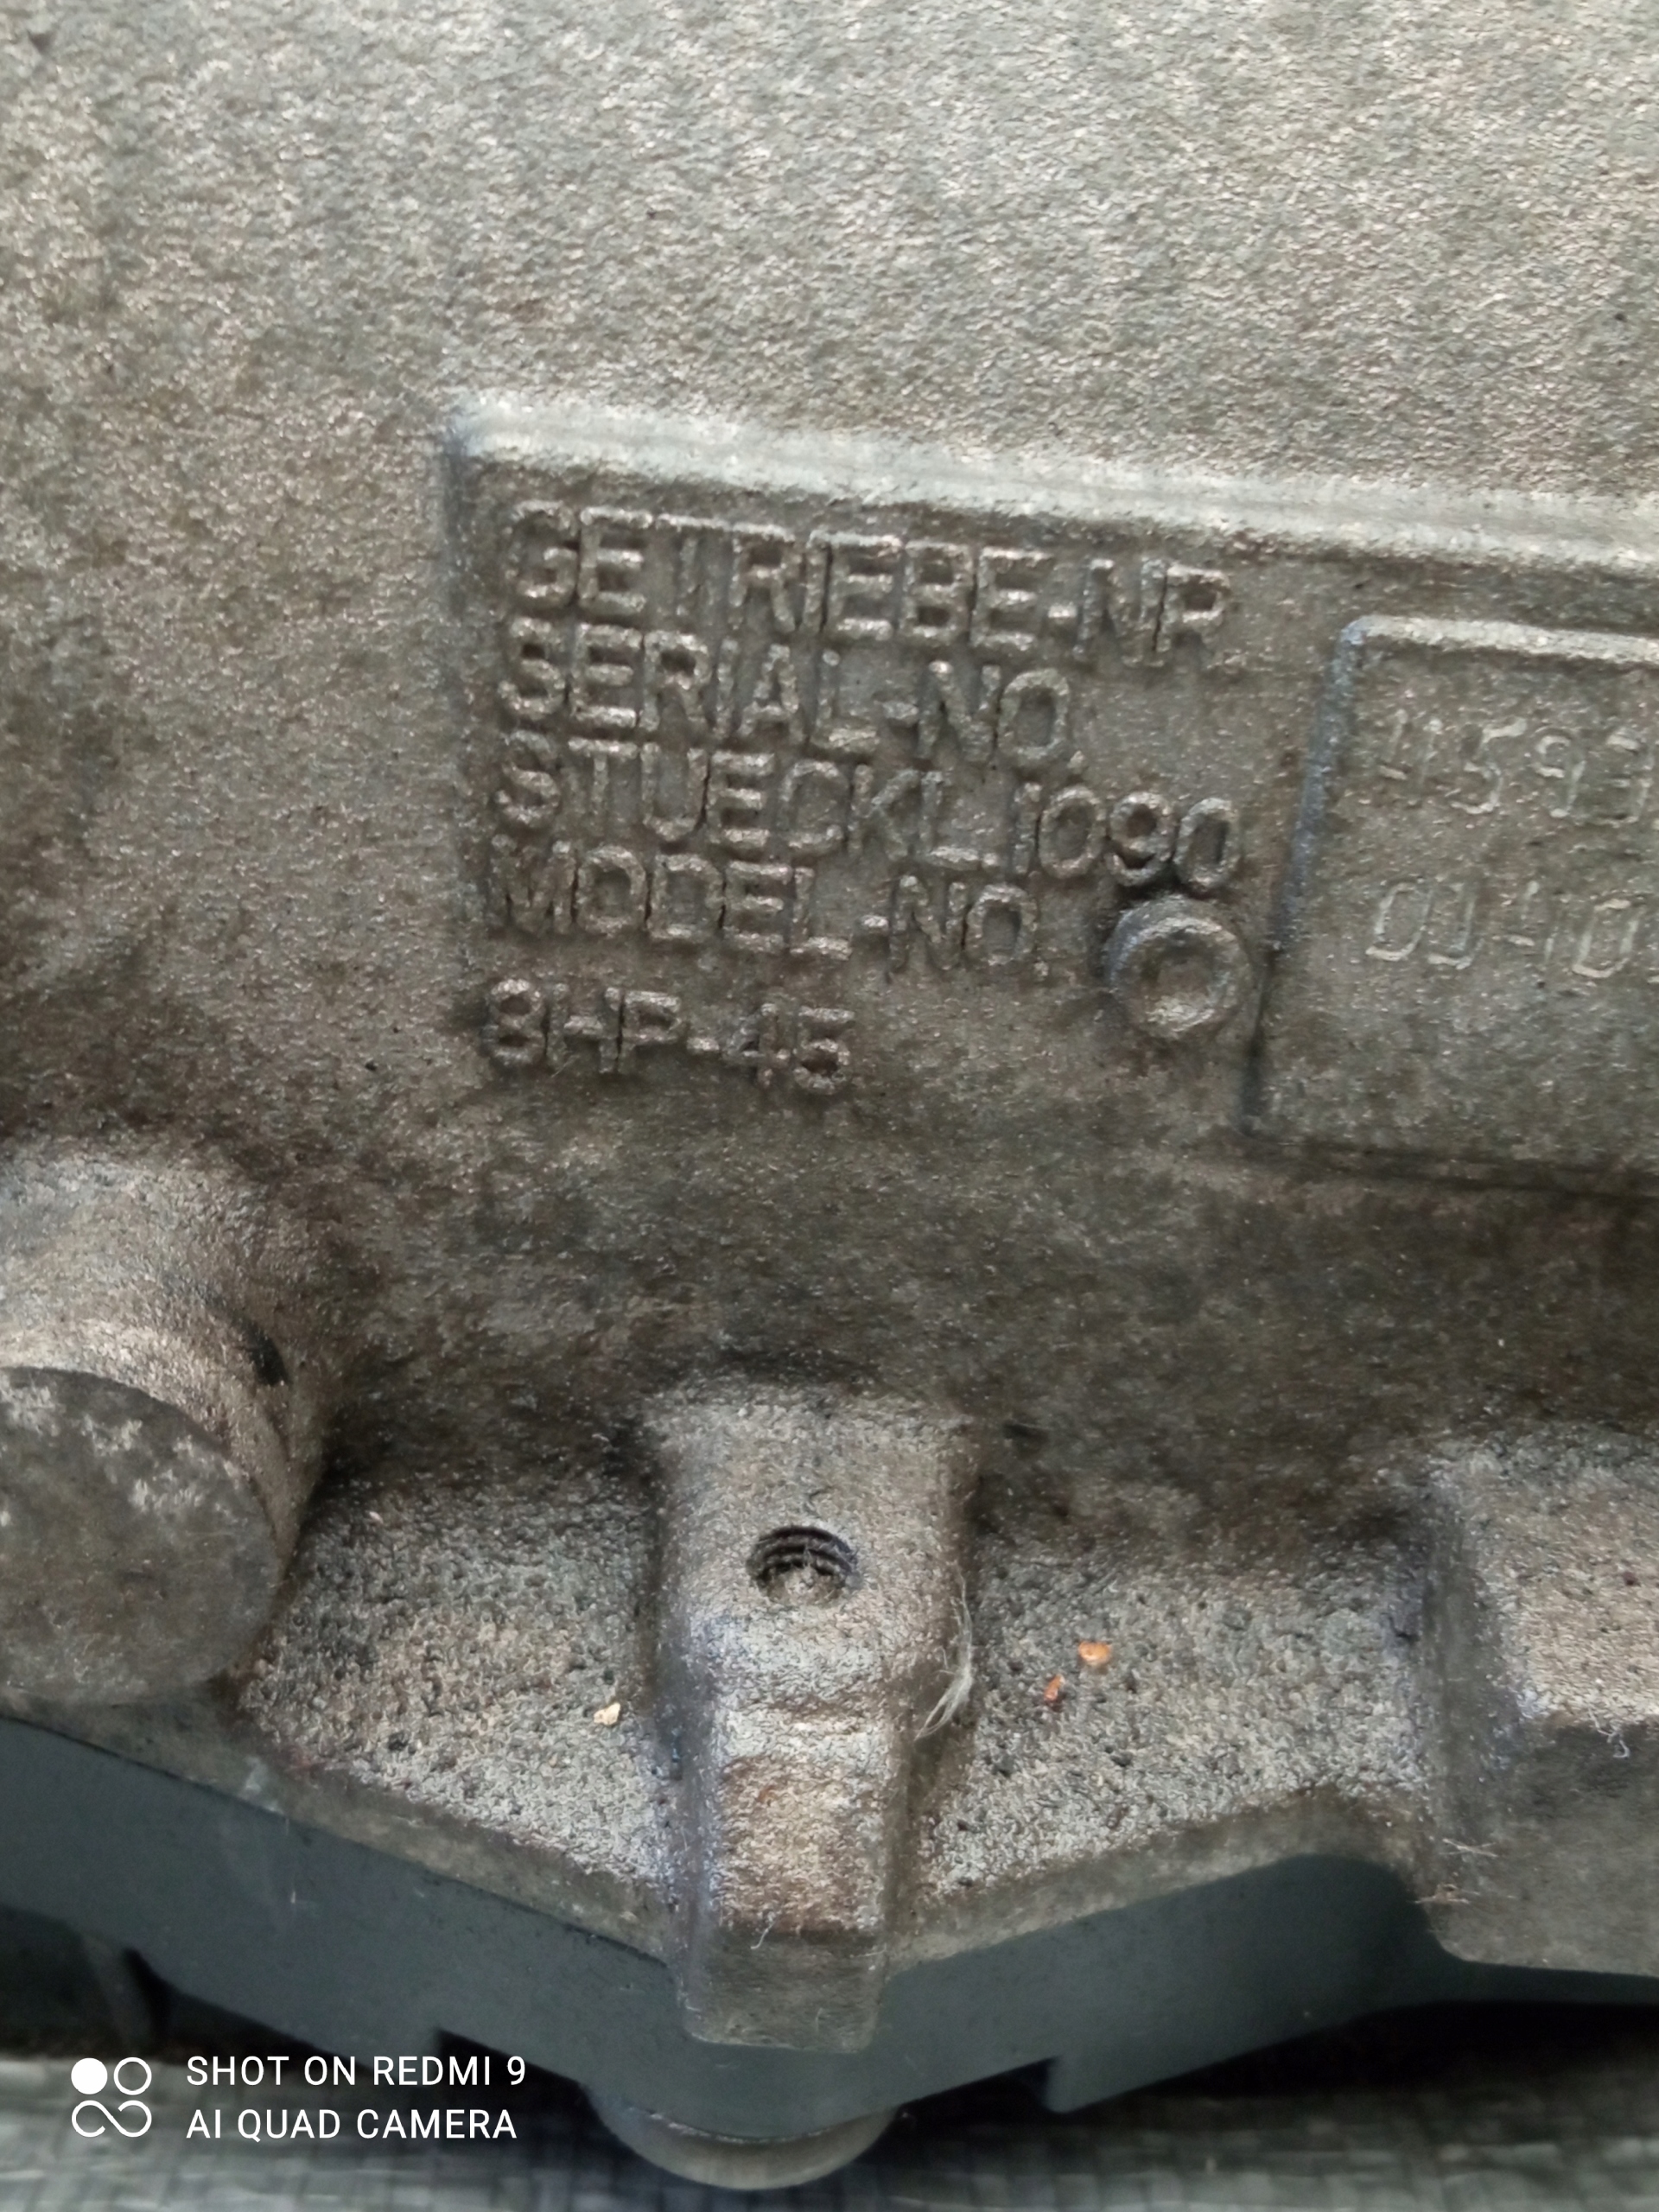 GETRIEBE-NR
SERIAL-NO.
STUECKL.1090
MODEL-NO.
8HP-45
SHOT ON REDMI 9
AI QUAD CAMERA